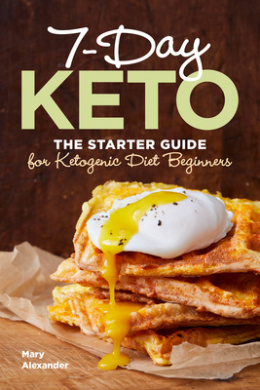 7-Day
KETO
THE STARTER GUIDE
for Ketogenic Diet Beginners
Mary
Alexander